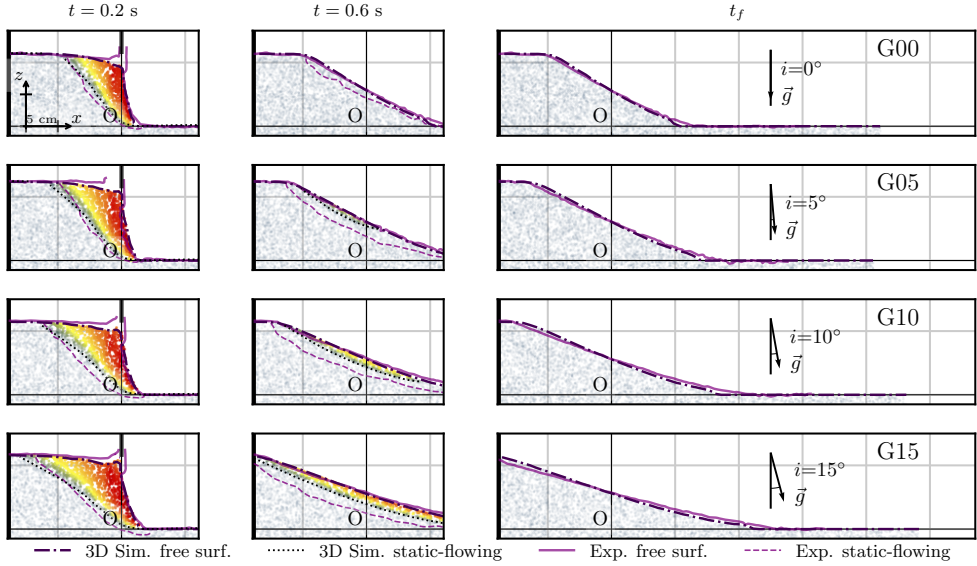 t = 0.2 s t = 0.6 s t_f
G00
z
i=0°
g⃗
5 cm x O O O
G05
i=5°
g⃗
O O O
G10
i=10°
g⃗
O O O
G15
i=15°
g⃗
O O O
3D Sim. free surf. 3D Sim. static-flowing Exp. free surf. Exp. static-flowing